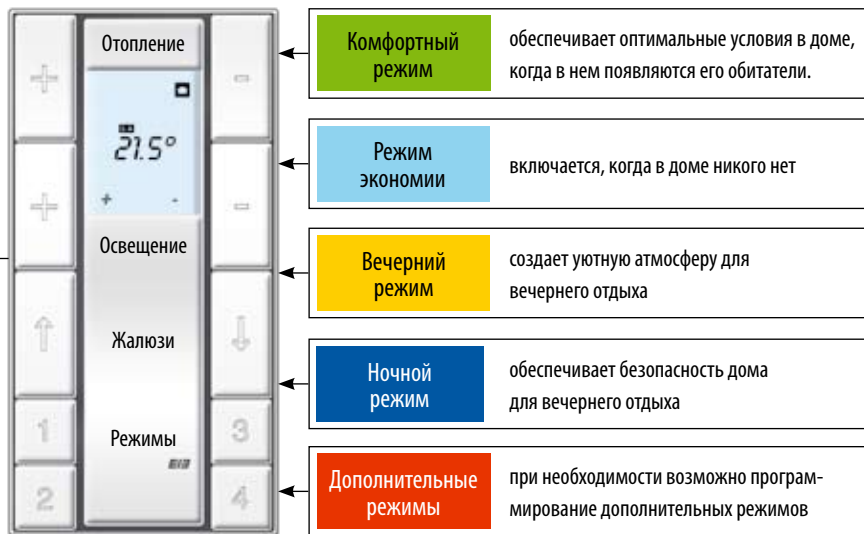 Отопление
+
-
21.5°
+ -
+
-
Освещение
Жалюзи
Режимы
1
3
2
4
Комфортный
режим
обеспечивает оптимальные условия в доме,
когда в нем появляются его обитатели.
Режим
экономии
включается, когда в доме никого нет
Вечерний
режим
создает уютную атмосферу для
вечернего отдыха
Ночной
режим
обеспечивает безопасность дома
для вечернего отдыха
Дополнительные
режимы
при необходимости возможно програм-
мирование дополнительных режимов